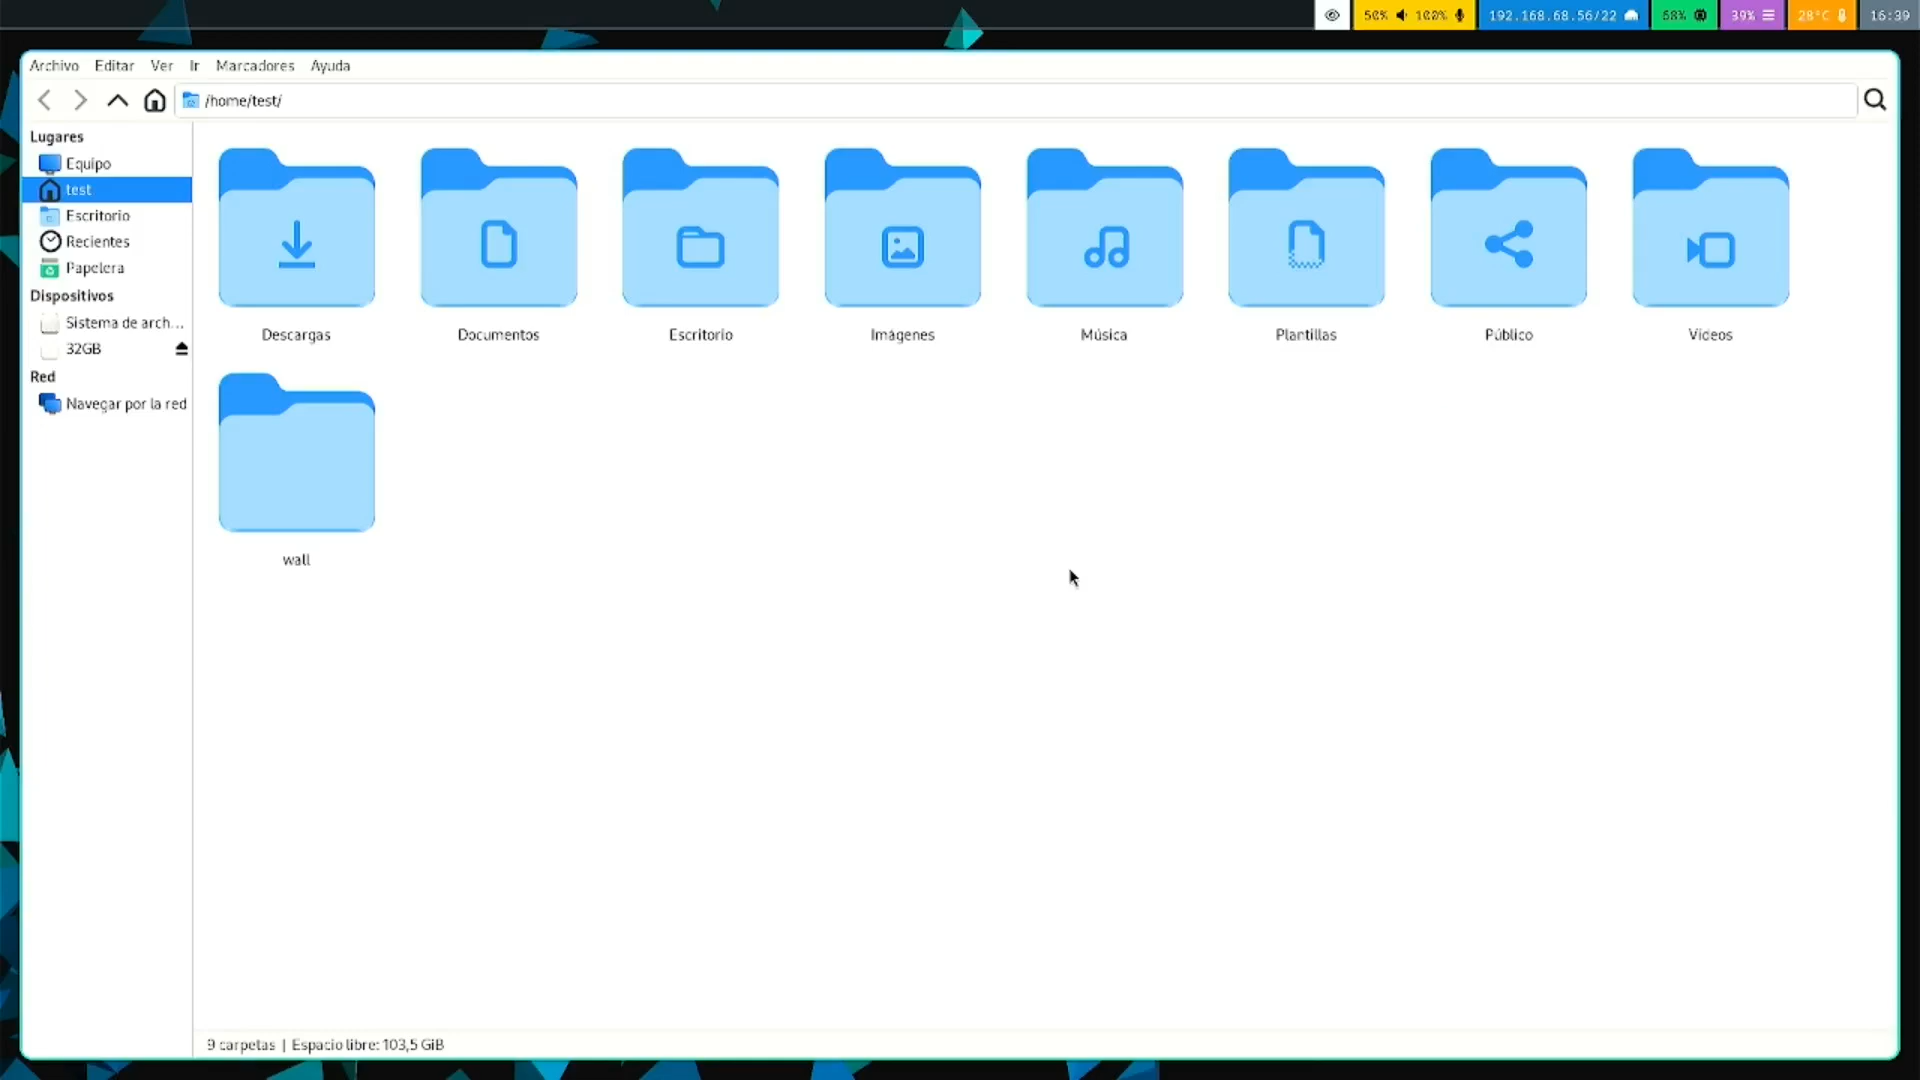 50% 100% 192.168.68.56/22 58% 39% 28°C 16:39
Archivo Editar Ver Ir Marcadores Ayuda
/home/test/
Lugares
Equipo
test
Escritorio
Recientes
Papelera
Dispositivos
Sistema de arch...
32GB
Red
Navegar por la red
Descargas Documentos Escritorio Imágenes Música Plantillas Público Vídeos
wall
9 carpetas | Espacio libre: 103,5 GiB